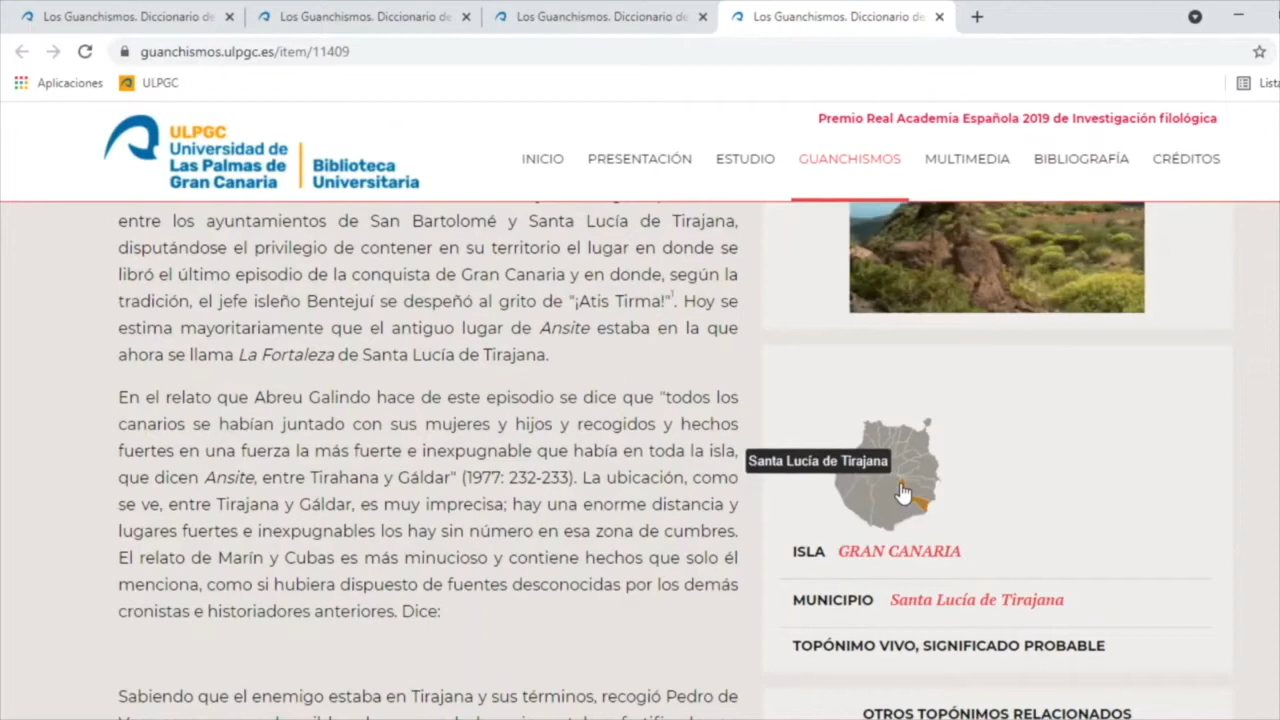 Los Guanchismos. Diccionario de
Los Guanchismos. Diccionario de
Los Guanchismos. Diccionario de
Los Guanchismos. Diccionario de
guanchismos.ulpgc.es/item/11409
Aplicaciones
ULPGC
Lista
Premio Real Academia Española 2019 de Investigación filológica
ULPGC
Universidad de
Las Palmas de
Gran Canaria
Biblioteca
Universitaria
INICIO
PRESENTACIÓN
ESTUDIO
GUANCHISMOS
MULTIMEDIA
BIBLIOGRAFÍA
CRÉDITOS
entre los ayuntamientos de San Bartolomé y Santa Lucía de Tirajana,
disputándose el privilegio de contener en su territorio el lugar en donde se
libró el último episodio de la conquista de Gran Canaria y en donde, según la
tradición, el jefe isleño Bentejuí se despeñó al grito de "¡Atis Tirma!"1. Hoy se
estima mayoritariamente que el antiguo lugar de Ansite estaba en la que
ahora se llama La Fortaleza de Santa Lucía de Tirajana.
En el relato que Abreu Galindo hace de este episodio se dice que "todos los
canarios se habían juntado con sus mujeres y hijos y recogidos y hechos
fuertes en una fuerza la más fuerte e inexpugnable que había en toda la isla,
que dicen Ansite, entre Tirahana y Gáldar" (1977: 232-233). La ubicación, como
se ve, entre Tirajana y Gáldar, es muy imprecisa; hay una enorme distancia y
lugares fuertes e inexpugnables los hay sin número en esa zona de cumbres.
El relato de Marín y Cubas es más minucioso y contiene hechos que solo él
menciona, como si hubiera dispuesto de fuentes desconocidas por los demás
cronistas e historiadores anteriores. Dice:
Sabiendo que el enemigo estaba en Tirajana y sus términos, recogió Pedro de
Santa Lucía de Tirajana
ISLA GRAN CANARIA
MUNICIPIO Santa Lucía de Tirajana
TOPÓNIMO VIVO, SIGNIFICADO PROBABLE
OTROS TOPÓNIMOS RELACIONADOS